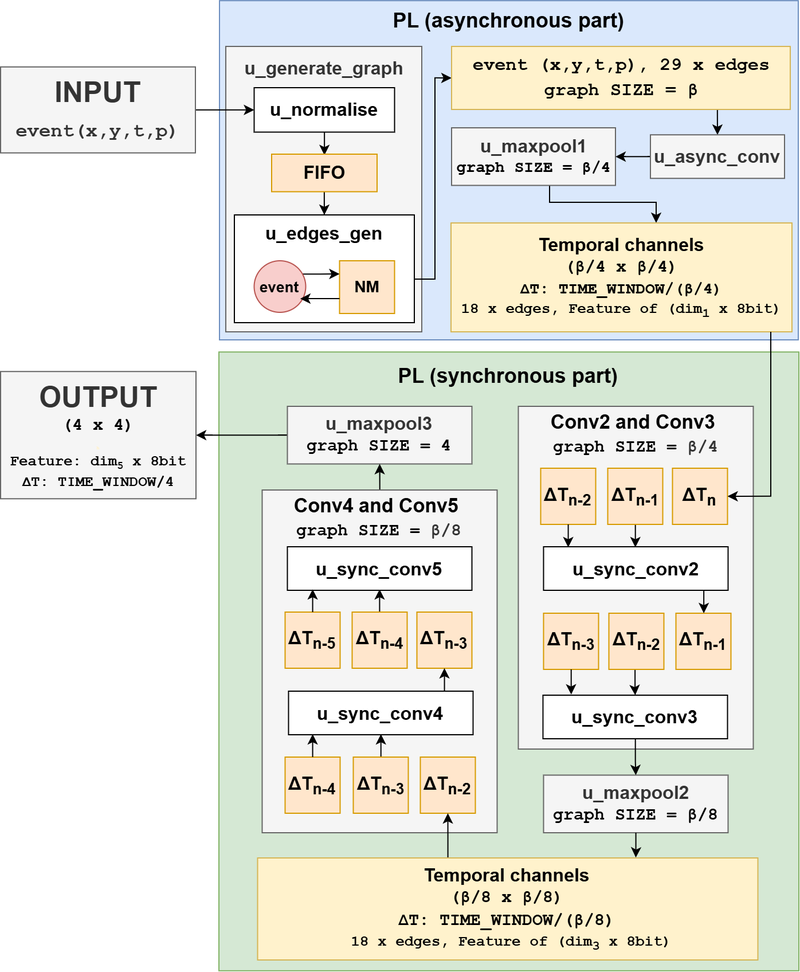 PL (asynchronous part)
INPUT
event(x,y,t,p)
u_generate_graph
u_normalise
FIFO
u_edges_gen
event
NM
event (x,y,t,p), 29 x edges
graph SIZE = β
u_async_conv
u_maxpool1
graph SIZE = β/4
Temporal channels
(β/4 x β/4)
ΔT: TIME_WINDOW/(β/4)
18 x edges, Feature of (dim₁ x 8bit)
PL (synchronous part)
OUTPUT
(4 x 4)
Feature: dim₅ x 8bit
ΔT: TIME_WINDOW/4
u_maxpool3
graph SIZE = 4
Conv2 and Conv3
graph SIZE = β/4
ΔTn-2 ΔTn-1 ΔTn
u_sync_conv2
ΔTn-3 ΔTn-2 ΔTn-1
u_sync_conv3
u_maxpool2
graph SIZE = β/8
Conv4 and Conv5
graph SIZE = β/8
u_sync_conv5
ΔTn-5 ΔTn-4 ΔTn-3
u_sync_conv4
ΔTn-4 ΔTn-3 ΔTn-2
Temporal channels
(β/8 x β/8)
ΔT: TIME_WINDOW/(β/8)
18 x edges, Feature of (dim₃ x 8bit)